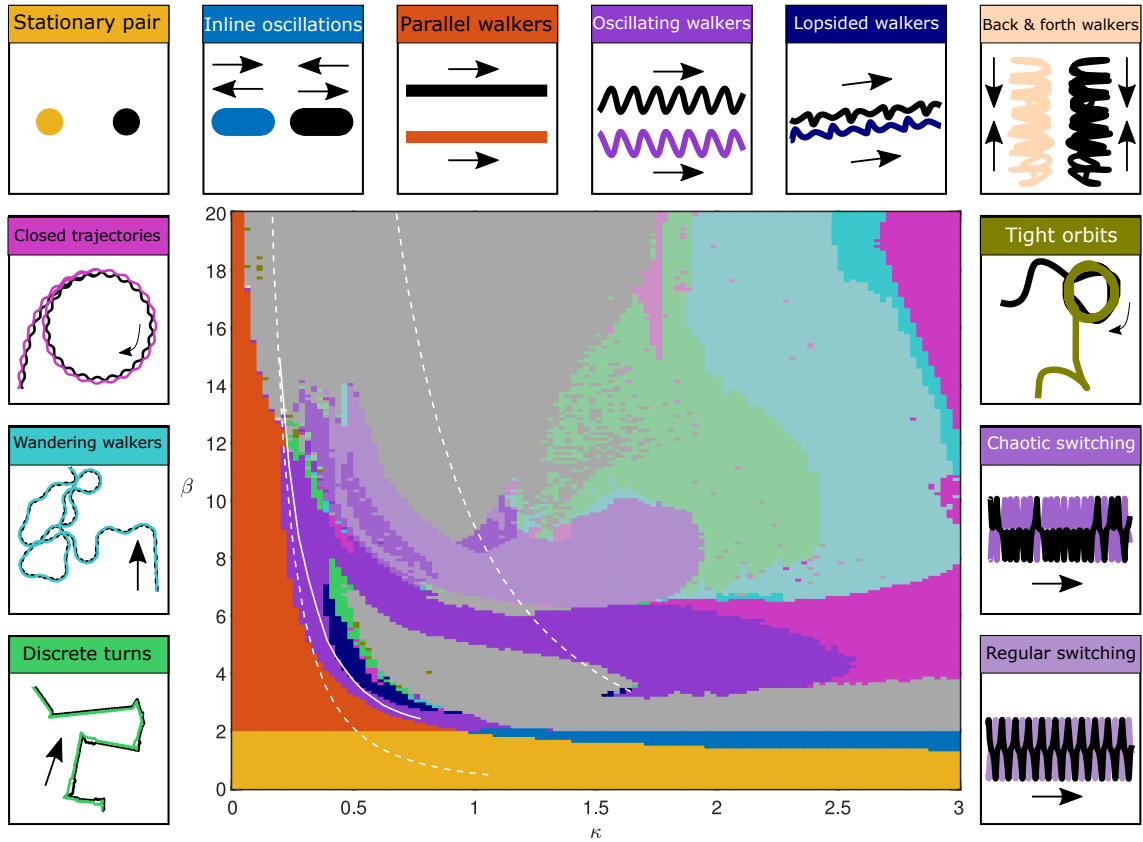 Stationary pair
Inline oscillations
Parallel walkers
Oscillating walkers
Lopsided walkers
Back & forth walkers
Closed trajectories
Wandering walkers
Discrete turns
Tight orbits
Chaotic switching
Regular switching
20
18
16
14
12
10
8
6
4
2
0
β
0
0.5
1
1.5
2
2.5
3
κ